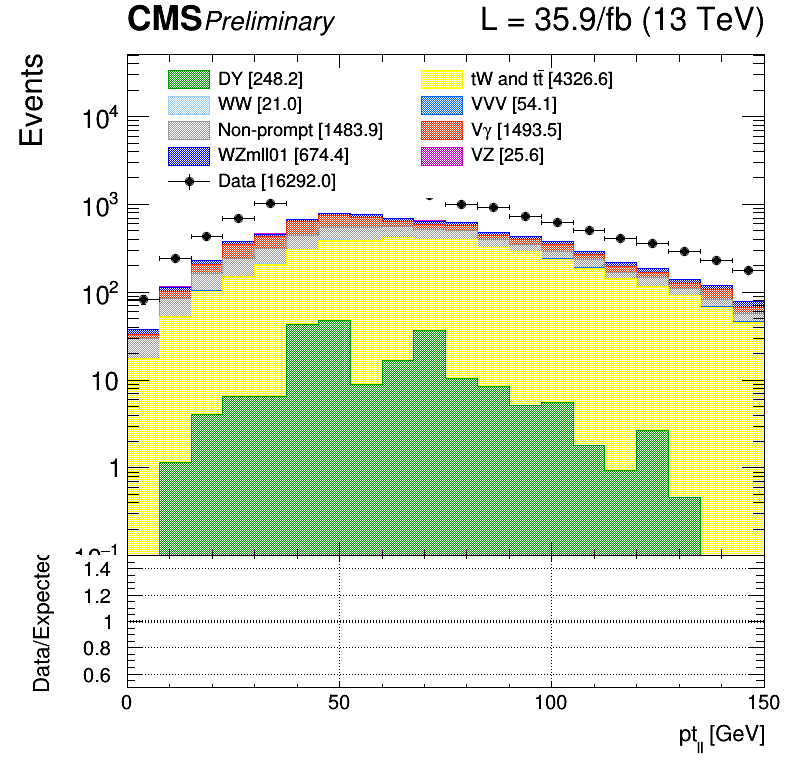 CMS Preliminary L = 35.9/fb (13 TeV)
Events
DY [248.2] tW and tt̄ [4326.6]
WW [21.0] VVV [54.1]
Non-prompt [1483.9] Vγ [1493.5]
WZmll01 [674.4] VZ [25.6]
Data [16292.0]
10⁴
10³
10²
10
1
10⁻¹
Data/Expected
1.4
1.2
1
0.8
0.6
0 50 100 150
pt_ll [GeV]